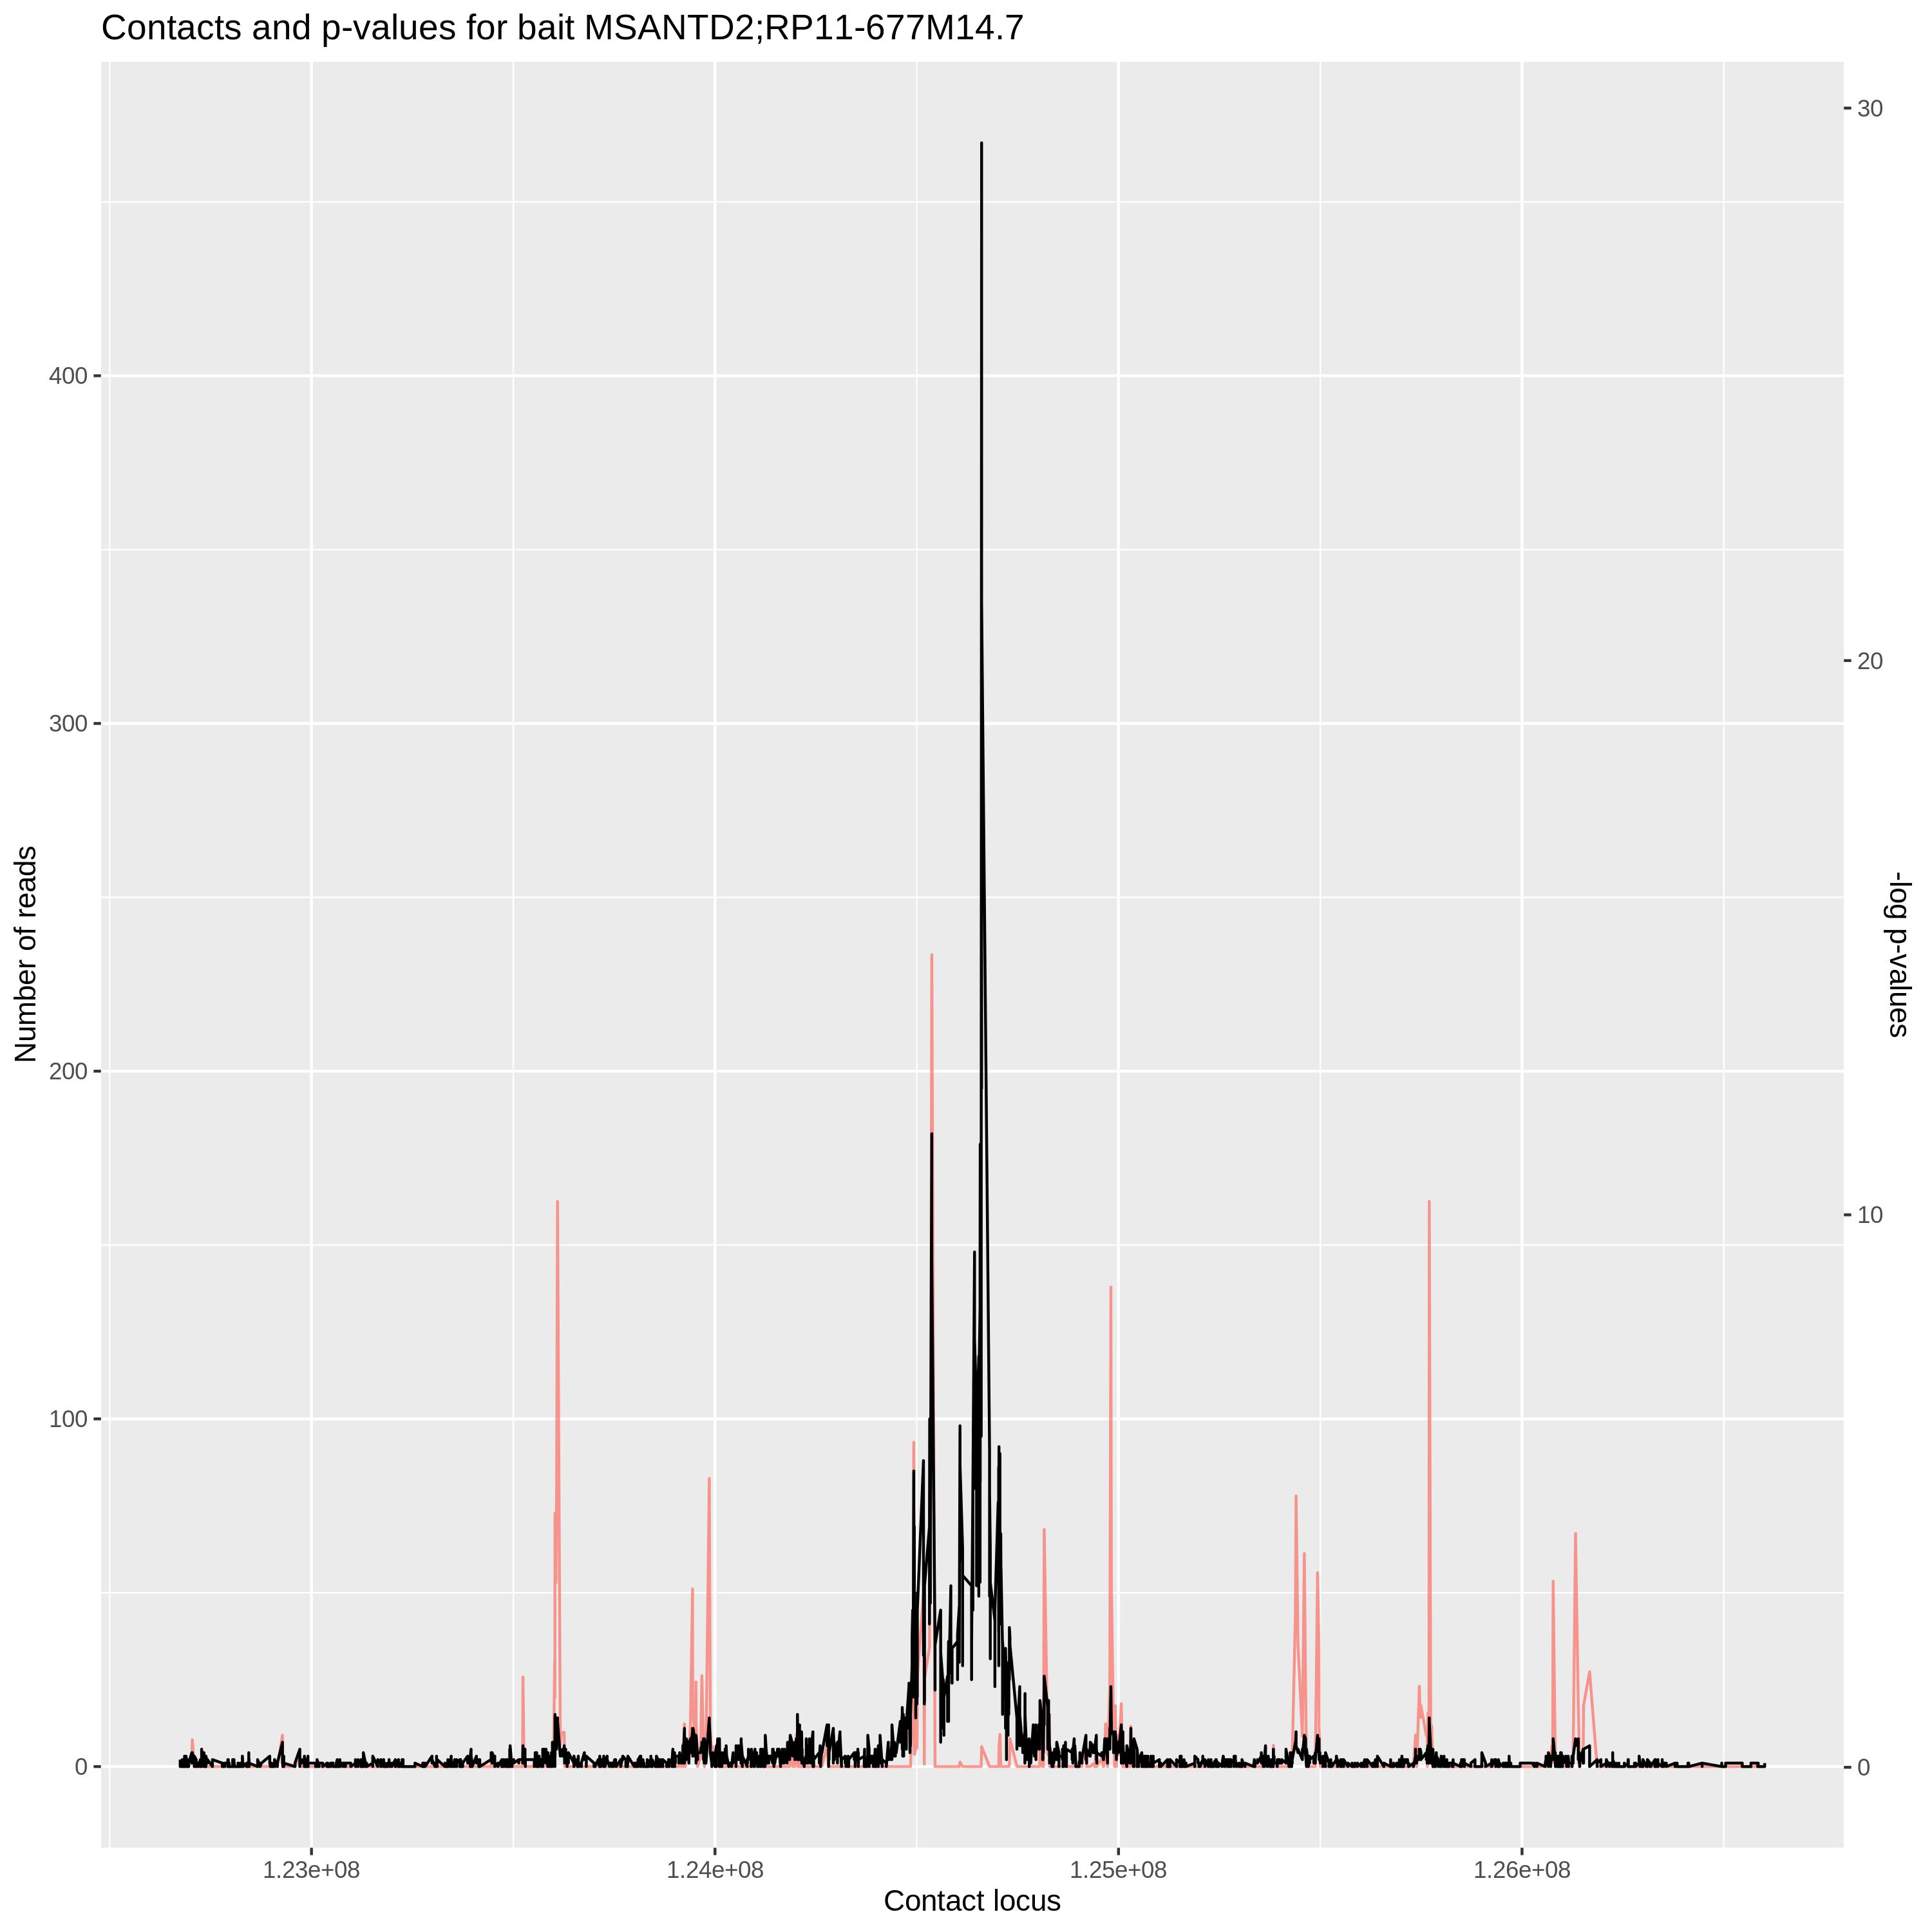 Contacts and p-values for bait MSANTD2;RP11-677M14.7
30
400
20
300
Number of reads
-log p-values
200
10
100
0
0
1.23e+08
1.24e+08
1.25e+08
1.26e+08
Contact locus